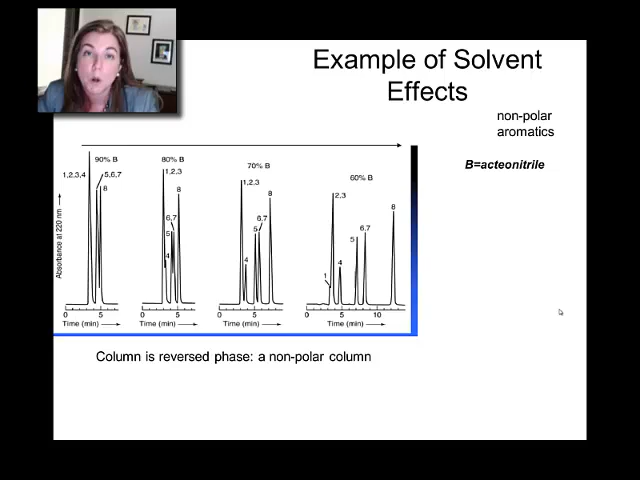 Example of Solvent
Effects
non-polar
aromatics
B=acteonitrile
90% B
80% B
70% B
60% B
1,2,3,4
5,6,7
8
1,2,3
8
6,7
5
4
1,2,3
8
6,7
5
4
2,3
8
6,7
5
4
1
Absorbance at 220 nm
0 5
0 5
0 5
0 5 10
Time (min)
Time (min)
Time (min)
Time (min)
Column is reversed phase: a non-polar column